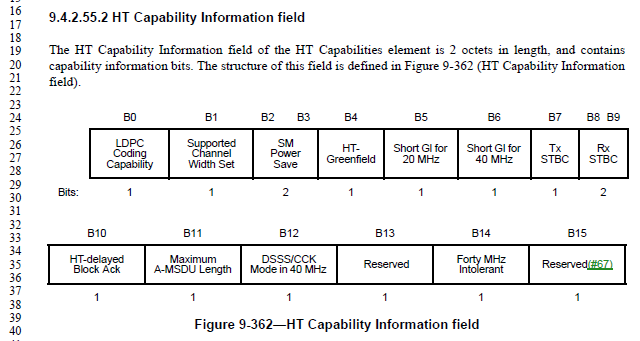 15
16
17
18
19
20
21
22
23
24
25
26
27
28
29
30
31
32
33
34
35
36
37
38
39
40
9.4.2.55.2 HT Capability Information field
The HT Capability Information field of the HT Capabilities element is 2 octets in length, and contains
capability information bits. The structure of this field is defined in Figure 9-362 (HT Capability Information
field).
B0 B1 B2 B3 B4 B5 B6 B7 B8 B9
LDPC
Coding
Capability
Supported
Channel
Width Set
SM
Power
Save
HT-
Greenfield
Short GI for
20 MHz
Short GI for
40 MHz
Tx
STBC
Rx
STBC
Bits: 1 1 2 1 1 1 1 2
B10 B11 B12 B13 B14 B15
HT-delayed
Block Ack
Maximum
A-MSDU Length
DSSS/CCK
Mode in 40 MHz
Reserved
Forty MHz
Intolerant
Reserved(#67)
1 1 1 1 1 1
Figure 9-362—HT Capability Information field